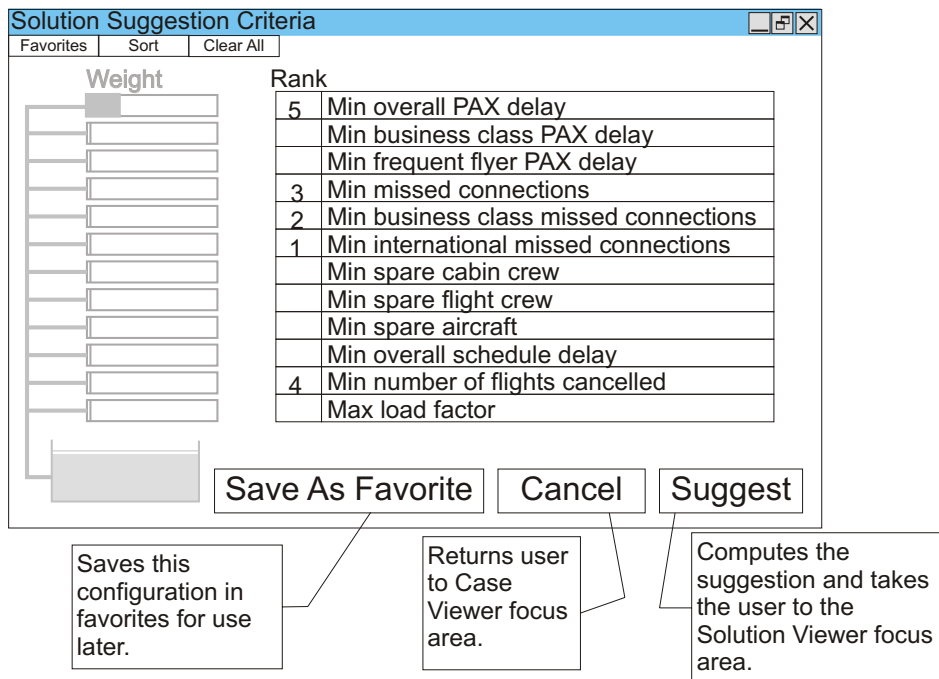 Solution Suggestion Criteria
Favorites Sort Clear All
Weight Rank
5 Min overall PAX delay
Min business class PAX delay
Min frequent flyer PAX delay
3 Min missed connections
2 Min business class missed connections
1 Min international missed connections
Min spare cabin crew
Min spare flight crew
Min spare aircraft
Min overall schedule delay
4 Min number of flights cancelled
Max load factor
Save As Favorite Cancel Suggest
Saves this
configuration in
favorites for use
later.
Returns user
to Case
Viewer focus
area.
Computes the
suggestion and takes
the user to the
Solution Viewer focus
area.